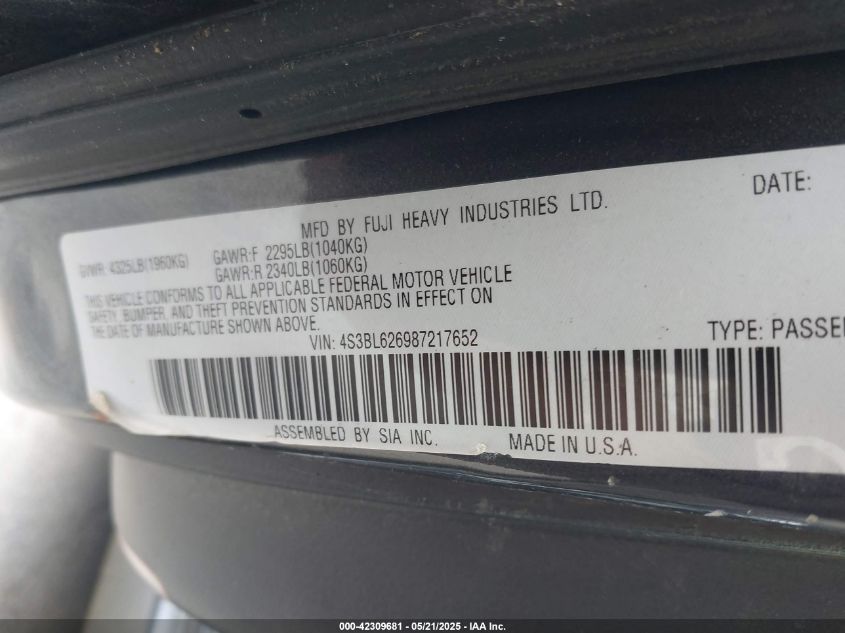 MFD BY FUJI HEAVY INDUSTRIES LTD.
DATE:
GVWR: 4325LB(1960KG)
GAWR:F 2295LB(1040KG)
GAWR:R 2340LB(1060KG)
THIS VEHICLE CONFORMS TO ALL APPLICABLE FEDERAL MOTOR VEHICLE
SAFETY, BUMPER, AND THEFT PREVENTION STANDARDS IN EFFECT ON
THE DATE OF MANUFACTURE SHOWN ABOVE.
VIN: 4S3BL626987217652
TYPE: PASSEN
ASSEMBLED BY SIA INC.
MADE IN U.S.A.
000-42309681 / 05/21/2025 - IAA Inc.